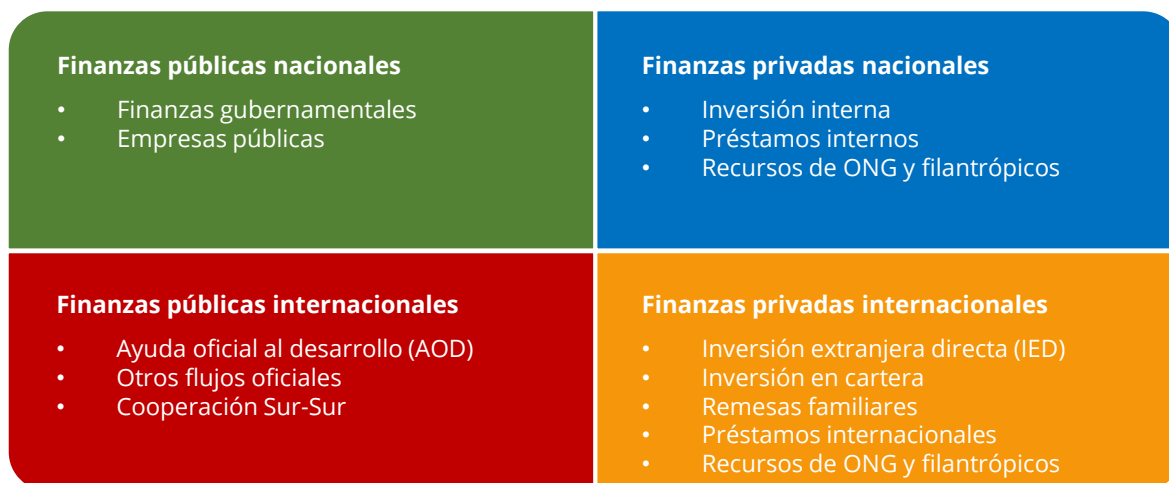 Finanzas públicas nacionales
• Finanzas gubernamentales
• Empresas públicas
Finanzas privadas nacionales
• Inversión interna
• Préstamos internos
• Recursos de ONG y filantrópicos
Finanzas públicas internacionales
• Ayuda oficial al desarrollo (AOD)
• Otros flujos oficiales
• Cooperación Sur-Sur
Finanzas privadas internacionales
• Inversión extranjera directa (IED)
• Inversión en cartera
• Remesas familiares
• Préstamos internacionales
• Recursos de ONG y filantrópicos